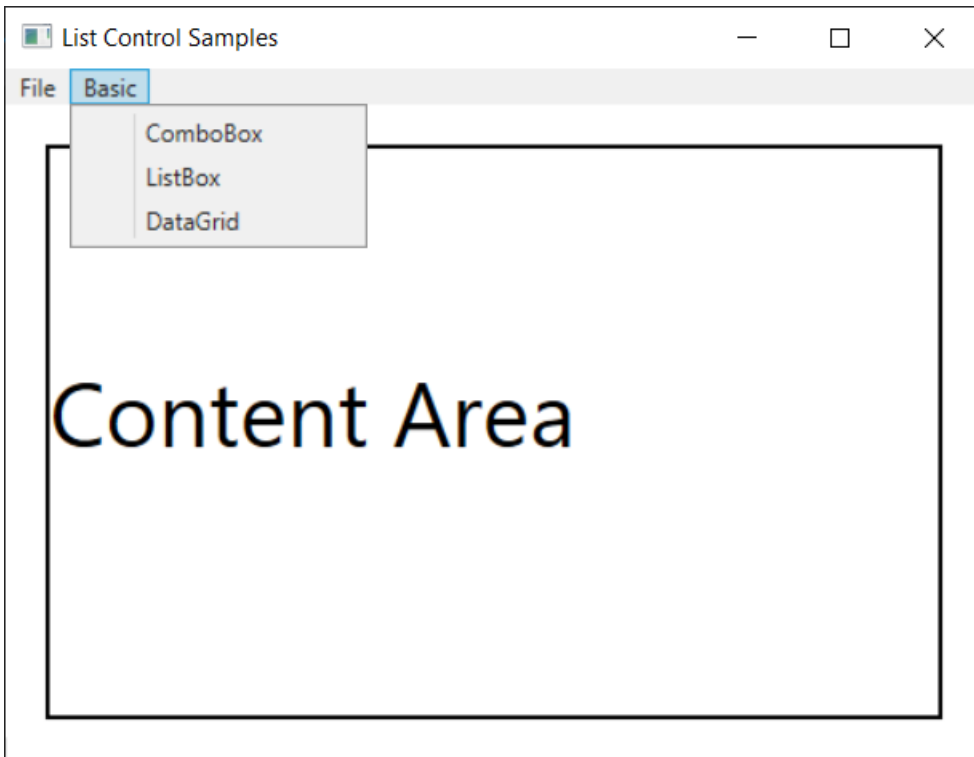 List Control Samples
File Basic
ComboBox
ListBox
DataGrid
Content Area